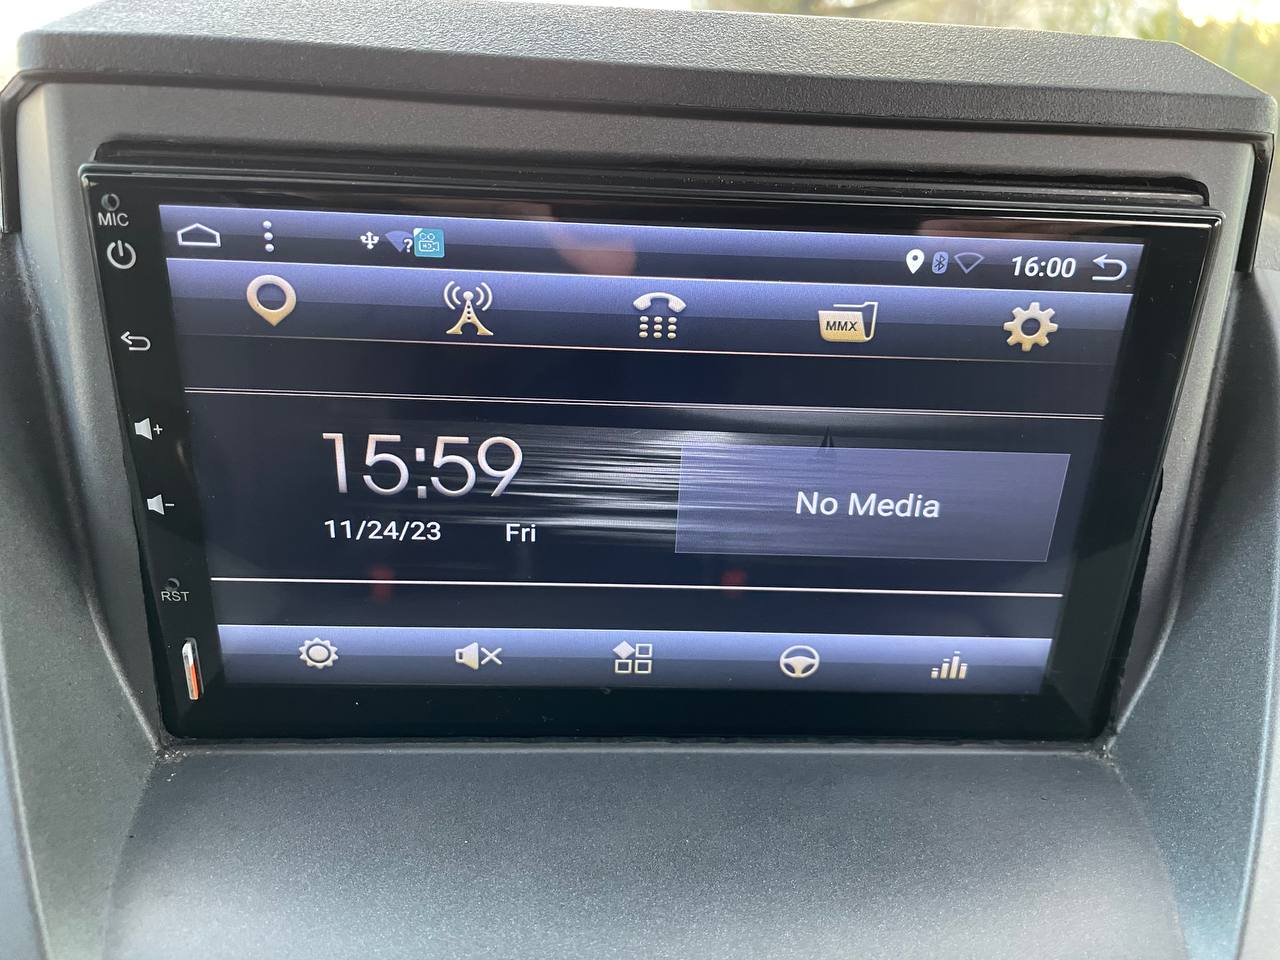 MIC
16:00
MMX
15:59
No Media
11/24/23 Fri
RST